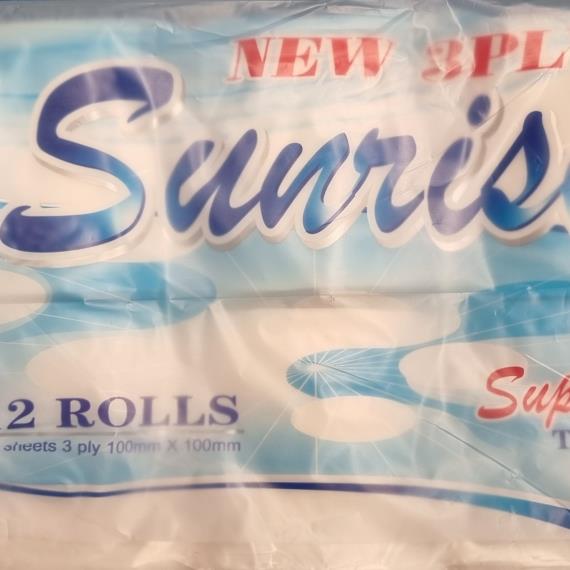 NEW 3PL
Sunris
12 ROLLS
sheets 3 ply 100mm X 100mm
Sup
T